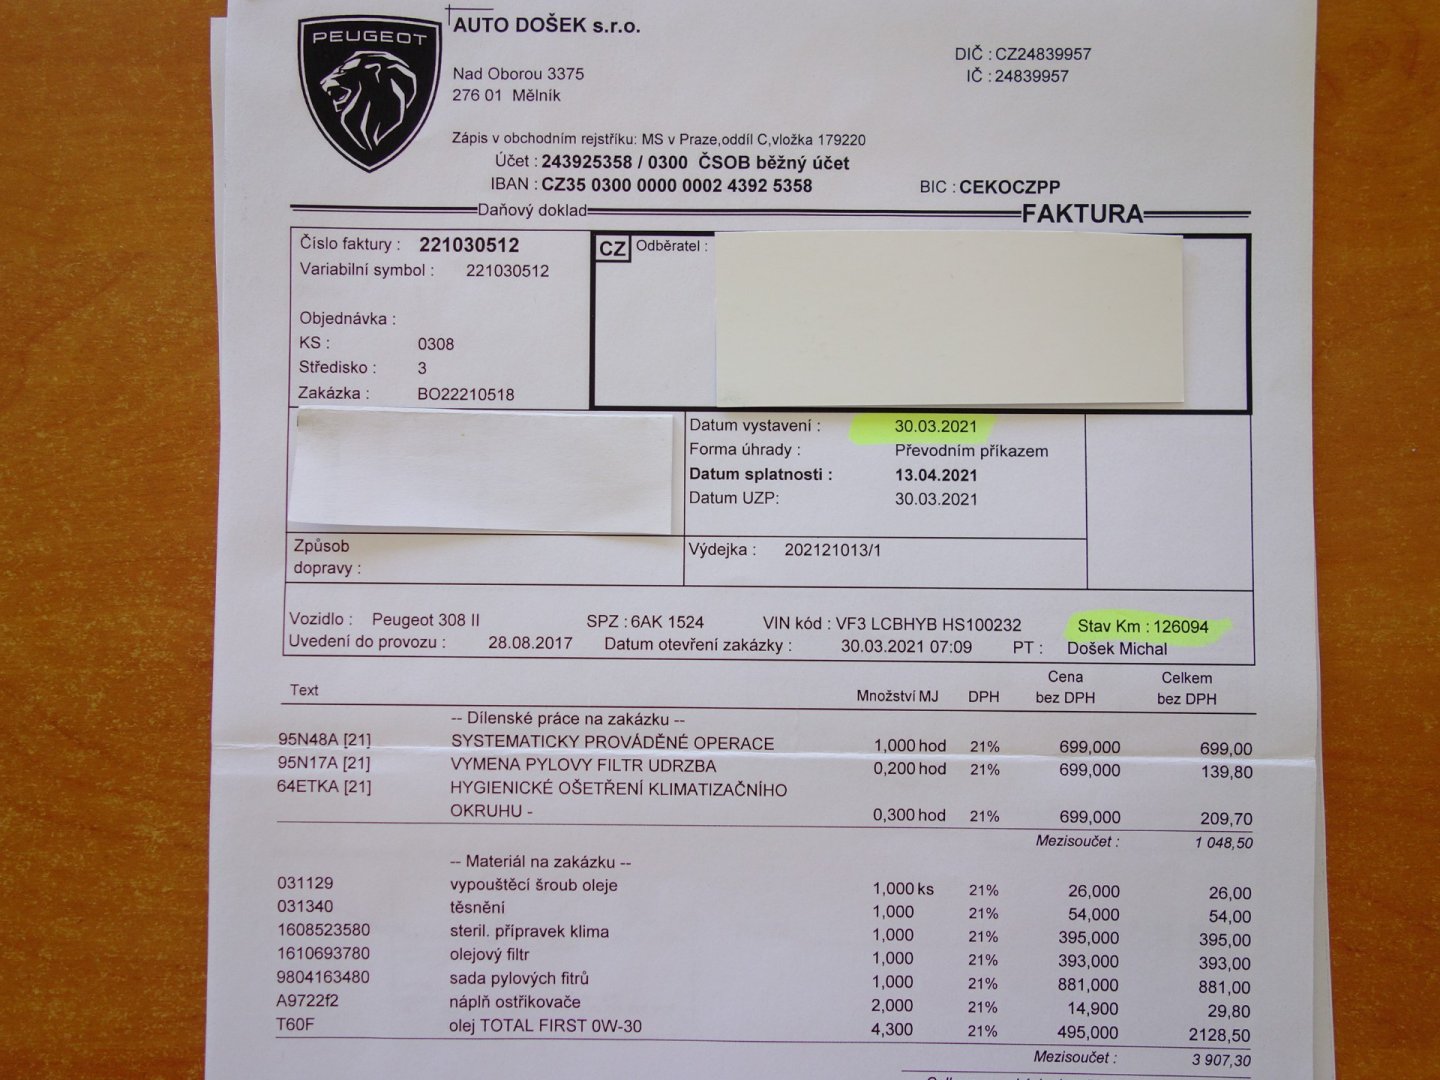 PEUGEOT
AUTO DOŠEK s.r.o.
Nad Oborou 3375
276 01 Mělník
DIČ : CZ24839957
IČ : 24839957
Zápis v obchodním rejstříku: MS v Praze,oddíl C,vložka 179220
Účet : 243925358 / 0300 ČSOB běžný účet
IBAN : CZ35 0300 0000 0002 4392 5358 BIC : CEKOCZPP
Daňový doklad FAKTURA
Číslo faktury : 221030512
Variabilní symbol : 221030512
Objednávka :
KS : 0308
Středisko : 3
Zakázka : BO22210518
CZ Odběratel :
Datum vystavení : 30.03.2021
Forma úhrady : Převodním příkazem
Datum splatnosti : 13.04.2021
Datum UZP: 30.03.2021
Způsob
dopravy :
Výdejka : 202121013/1
Vozidlo : Peugeot 308 II SPZ : 6AK 1524 VIN kód : VF3 LCBHYB HS100232 Stav Km : 126094
Uvedení do provozu : 28.08.2017 Datum otevření zakázky : 30.03.2021 07:09 PT : Došek Michal
Text Množství MJ DPH Cena bez DPH Celkem bez DPH
-- Dílenské práce na zakázku --
95N48A [21] SYSTEMATICKY PROVÁDĚNÉ OPERACE 1,000 hod 21% 699,000 699,00
95N17A [21] VYMENA PYLOVY FILTR UDRZBA 0,200 hod 21% 699,000 139,80
64ETKA [21] HYGIENICKÉ OŠETŘENÍ KLIMATIZAČNÍHO
OKRUHU - 0,300 hod 21% 699,000 209,70
Mezisoučet : 1 048,50
-- Materiál na zakázku --
031129 vypouštěcí šroub oleje 1,000 ks 21% 26,000 26,00
031340 těsnění 1,000 21% 54,000 54,00
1608523580 steril. přípravek klima 1,000 21% 395,000 395,00
1610693780 olejový filtr 1,000 21% 393,000 393,00
9804163480 sada pylových fitrů 1,000 21% 881,000 881,00
A9722f2 náplň ostřikovače 2,000 21% 14,900 29,80
T60F olej TOTAL FIRST 0W-30 4,300 21% 495,000 2128,50
Mezisoučet : 3 907,30